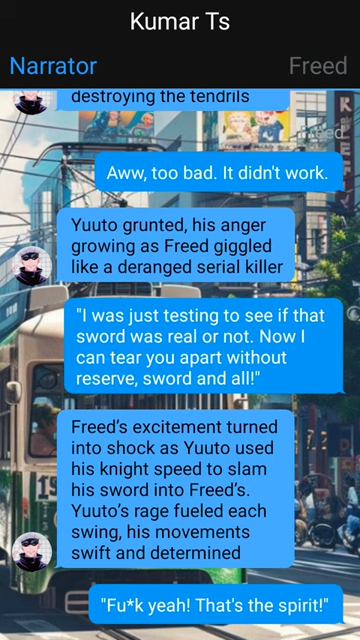 Kumar Ts
Narrator
Freed
destroying the tendrils
Freed
Aww, too bad. It didn't work.
Yuuto grunted, his anger
growing as Freed giggled
like a deranged serial killer
"I was just testing to see if that
sword was real or not. Now I
can tear you apart without
reserve, sword and all!"
Freed's excitement turned
into shock as Yuuto used
his knight speed to slam
his sword into Freed's.
Yuuto's rage fueled each
swing, his movements
swift and determined
"Fu*k yeah! That's the spirit!"